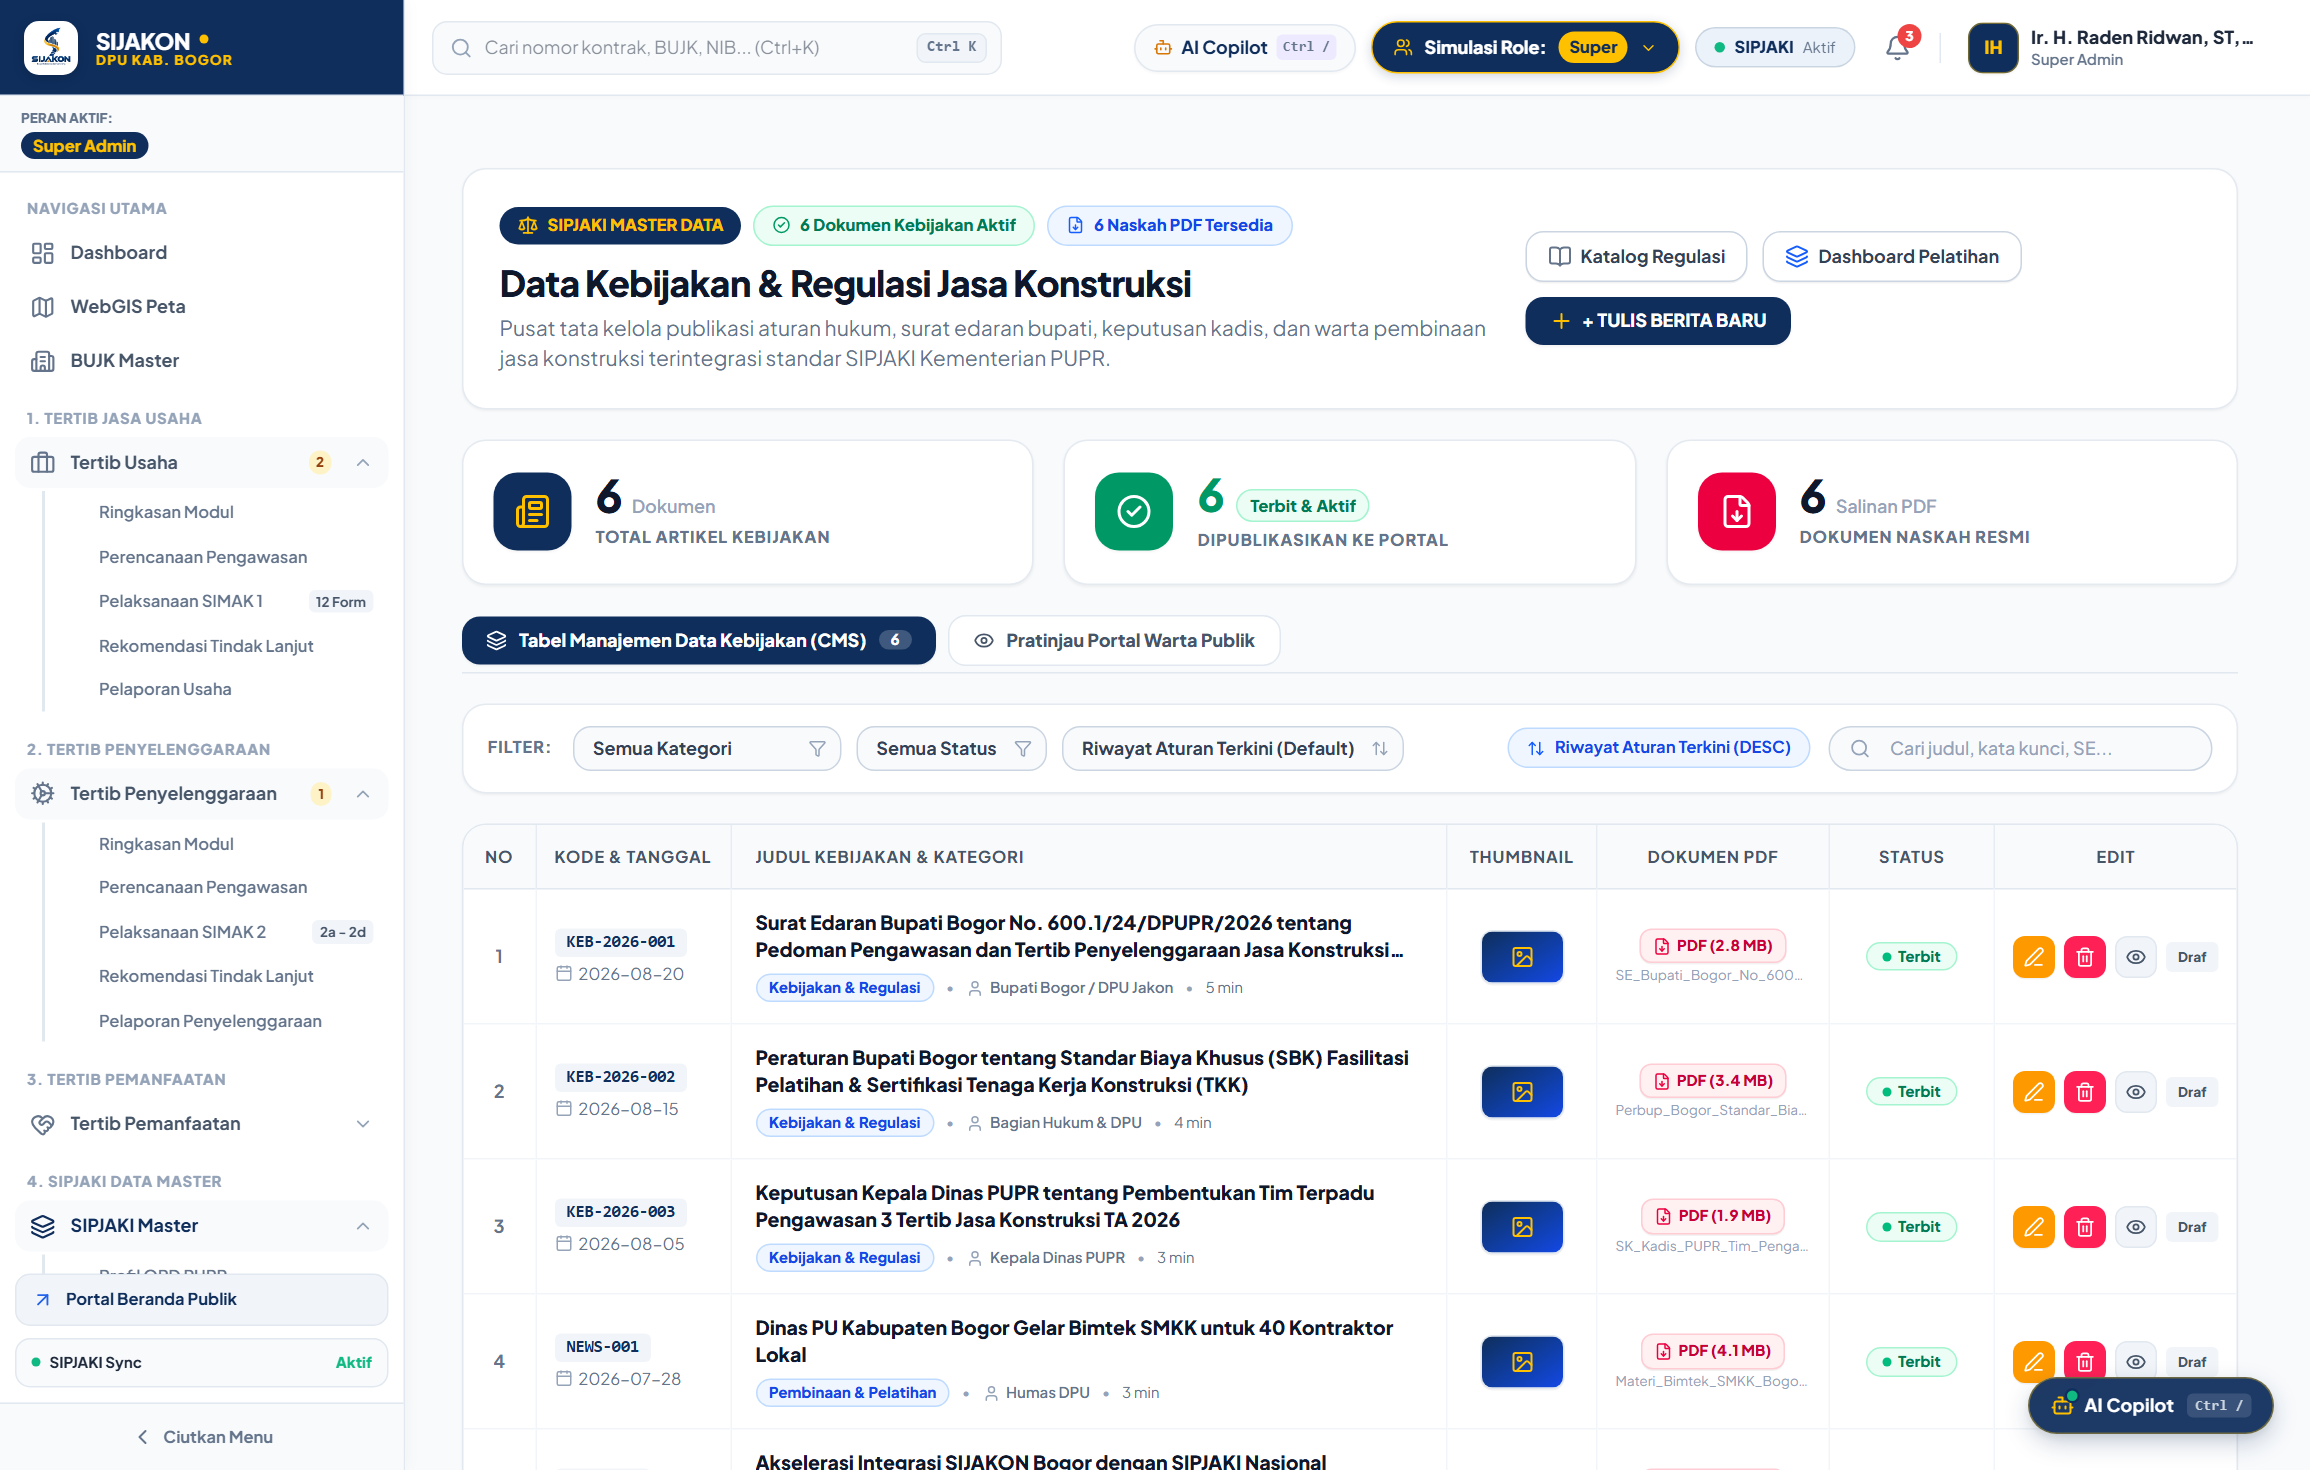 SIJAKON
SIJAKON
DPU KAB. BOGOR
Cari nomor kontrak, BUJK, NIB... (Ctrl+K)
Ctrl K
AI Copilot
Ctrl /
Simulasi Role:
Super
SIPJAKI Aktif
3
IH
Ir. H. Raden Ridwan, ST,...
Super Admin
PERAN AKTIF:
Super Admin
NAVIGASI UTAMA
Dashboard
WebGIS Peta
BUJK Master
1. TERTIB JASA USAHA
Tertib Usaha
2
Ringkasan Modul
Perencanaan Pengawasan
Pelaksanaan SIMAK 1
12 Form
Rekomendasi Tindak Lanjut
Pelaporan Usaha
2. TERTIB PENYELENGGARAAN
Tertib Penyelenggaraan
1
Ringkasan Modul
Perencanaan Pengawasan
Pelaksanaan SIMAK 2
2a - 2d
Rekomendasi Tindak Lanjut
Pelaporan Penyelenggaraan
3. TERTIB PEMANFAATAN
Tertib Pemanfaatan
4. SIPJAKI DATA MASTER
SIPJAKI Master
Profil OPD PUPR
Portal Beranda Publik
SIPJAKI Sync
Aktif
Ciutkan Menu
SIPJAKI MASTER DATA
6 Dokumen Kebijakan Aktif
6 Naskah PDF Tersedia
Data Kebijakan & Regulasi Jasa Konstruksi
Pusat tata kelola publikasi aturan hukum, surat edaran bupati, keputusan kadis, dan warta pembinaan
jasa konstruksi terintegrasi standar SIPJAKI Kementerian PUPR.
Katalog Regulasi
Dashboard Pelatihan
+ TULIS BERITA BARU
6 Dokumen
TOTAL ARTIKEL KEBIJAKAN
6 Terbit & Aktif
DIPUBLIKASIKAN KE PORTAL
6 Salinan PDF
DOKUMEN NASKAH RESMI
Tabel Manajemen Data Kebijakan (CMS)
6
Pratinjau Portal Warta Publik
FILTER:
Semua Kategori
Semua Status
Riwayat Aturan Terkini (Default)
Riwayat Aturan Terkini (DESC)
Cari judul, kata kunci, SE...
NO
KODE & TANGGAL
JUDUL KEBIJAKAN & KATEGORI
THUMBNAIL
DOKUMEN PDF
STATUS
EDIT
1
KEB-2026-001
2026-08-20
Surat Edaran Bupati Bogor No. 600.1/24/DPUPR/2026 tentang
Pedoman Pengawasan dan Tertib Penyelenggaraan Jasa Konstruksi...
Kebijakan & Regulasi • Bupati Bogor / DPU Jakon • 5 min
PDF (2.8 MB)
SE_Bupati_Bogor_No_600...
Terbit
Draf
2
KEB-2026-002
2026-08-15
Peraturan Bupati Bogor tentang Standar Biaya Khusus (SBK) Fasilitasi
Pelatihan & Sertifikasi Tenaga Kerja Konstruksi (TKK)
Kebijakan & Regulasi • Bagian Hukum & DPU • 4 min
PDF (3.4 MB)
Perbup_Bogor_Standar_Bia...
Terbit
Draf
3
KEB-2026-003
2026-08-05
Keputusan Kepala Dinas PUPR tentang Pembentukan Tim Terpadu
Pengawasan 3 Tertib Jasa Konstruksi TA 2026
Kebijakan & Regulasi • Kepala Dinas PUPR • 3 min
PDF (1.9 MB)
SK_Kadis_PUPR_Tim_Penga...
Terbit
Draf
4
NEWS-001
2026-07-28
Dinas PU Kabupaten Bogor Gelar Bimtek SMKK untuk 40 Kontraktor
Lokal
Pembinaan & Pelatihan • Humas DPU • 3 min
PDF (4.1 MB)
Materi_Bimtek_SMKK_Bogo...
Terbit
Draf
Akselerasi Integrasi SIJAKON Bogor dengan SIPJAKI Nasional
AI Copilot
Ctrl /